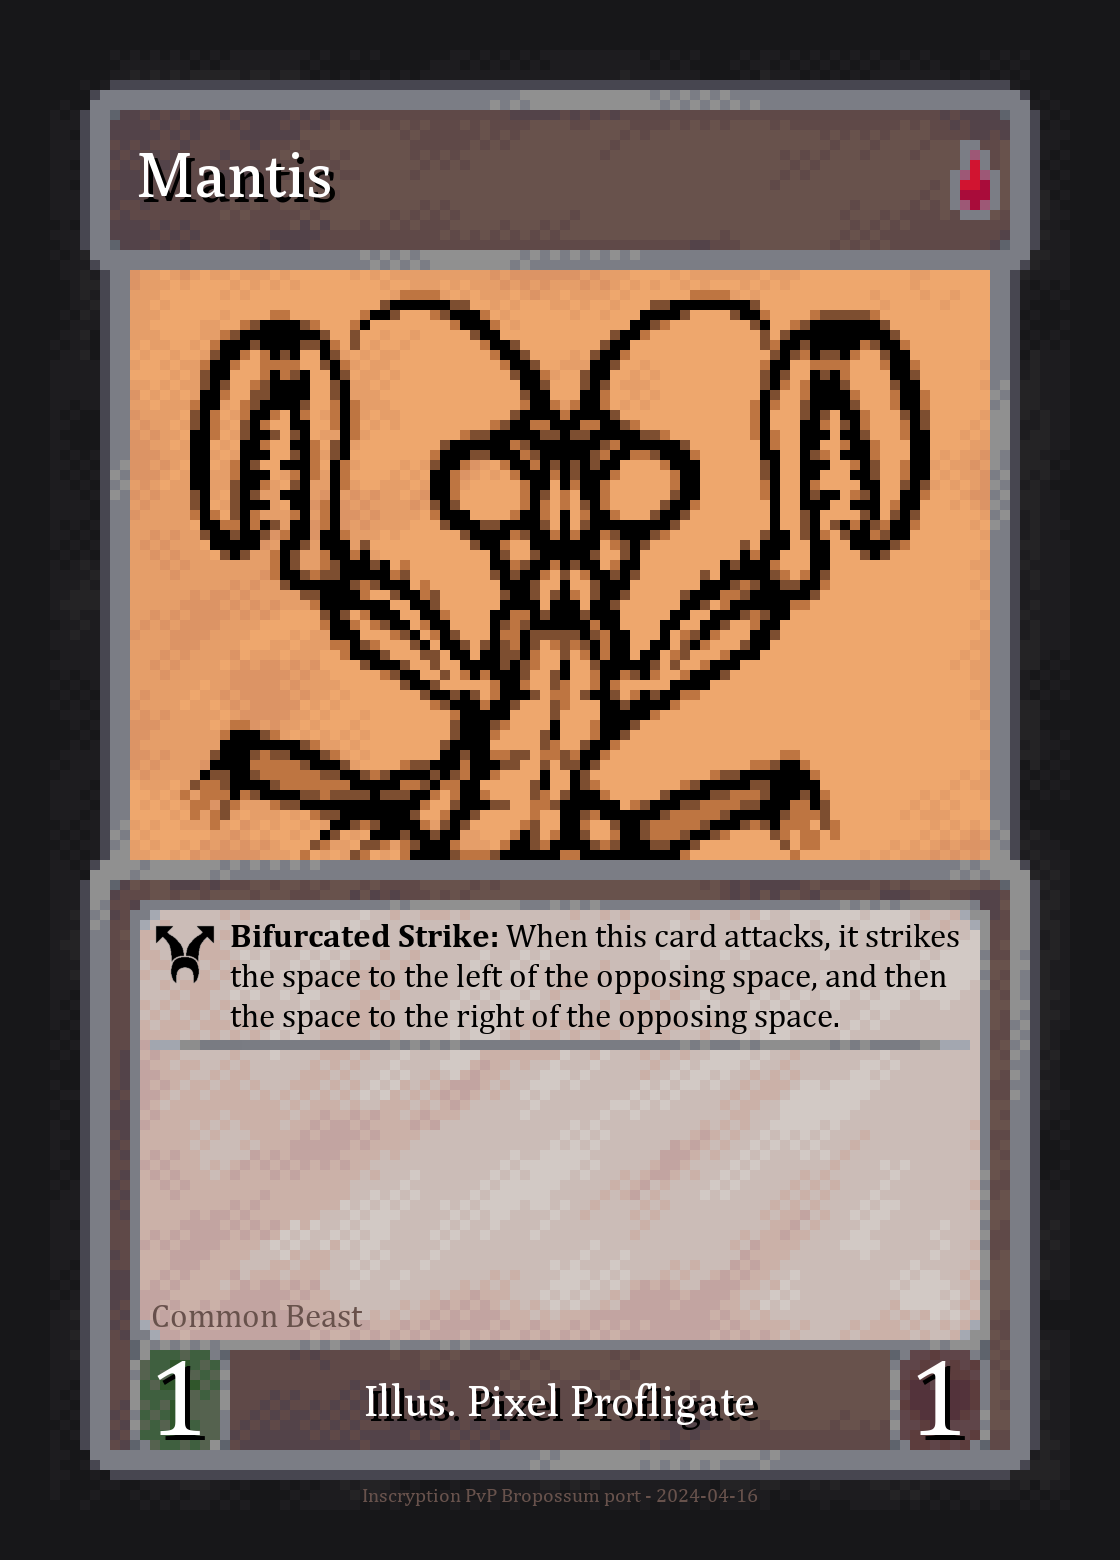 Mantis
Bifurcated Strike: When this card attacks, it strikes
the space to the left of the opposing space, and then
the space to the right of the opposing space.
Common Beast
1
Illus. Pixel Profligate
1
Inscryption PvP Bropossum port - 2024-04-16